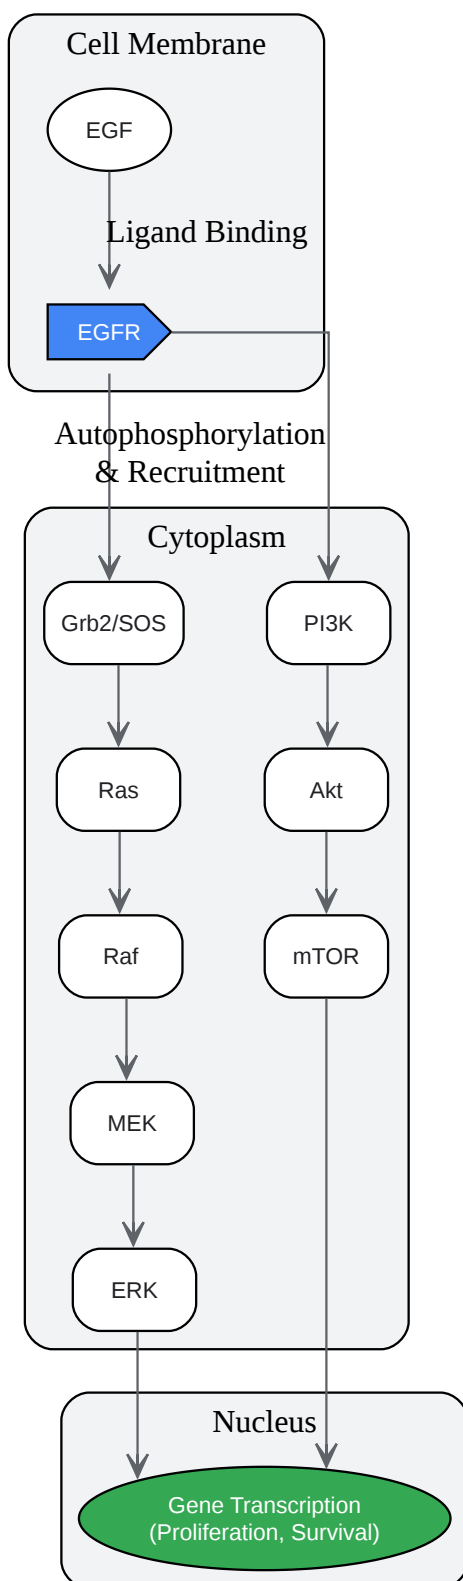 Cell Membrane
EGF
Ligand Binding
EGFR
Autophosphorylation
& Recruitment
Cytoplasm
Grb2/SOS
PI3K
Ras
Akt
Raf
mTOR
MEK
ERK
Nucleus
Gene Transcription
(Proliferation, Survival)